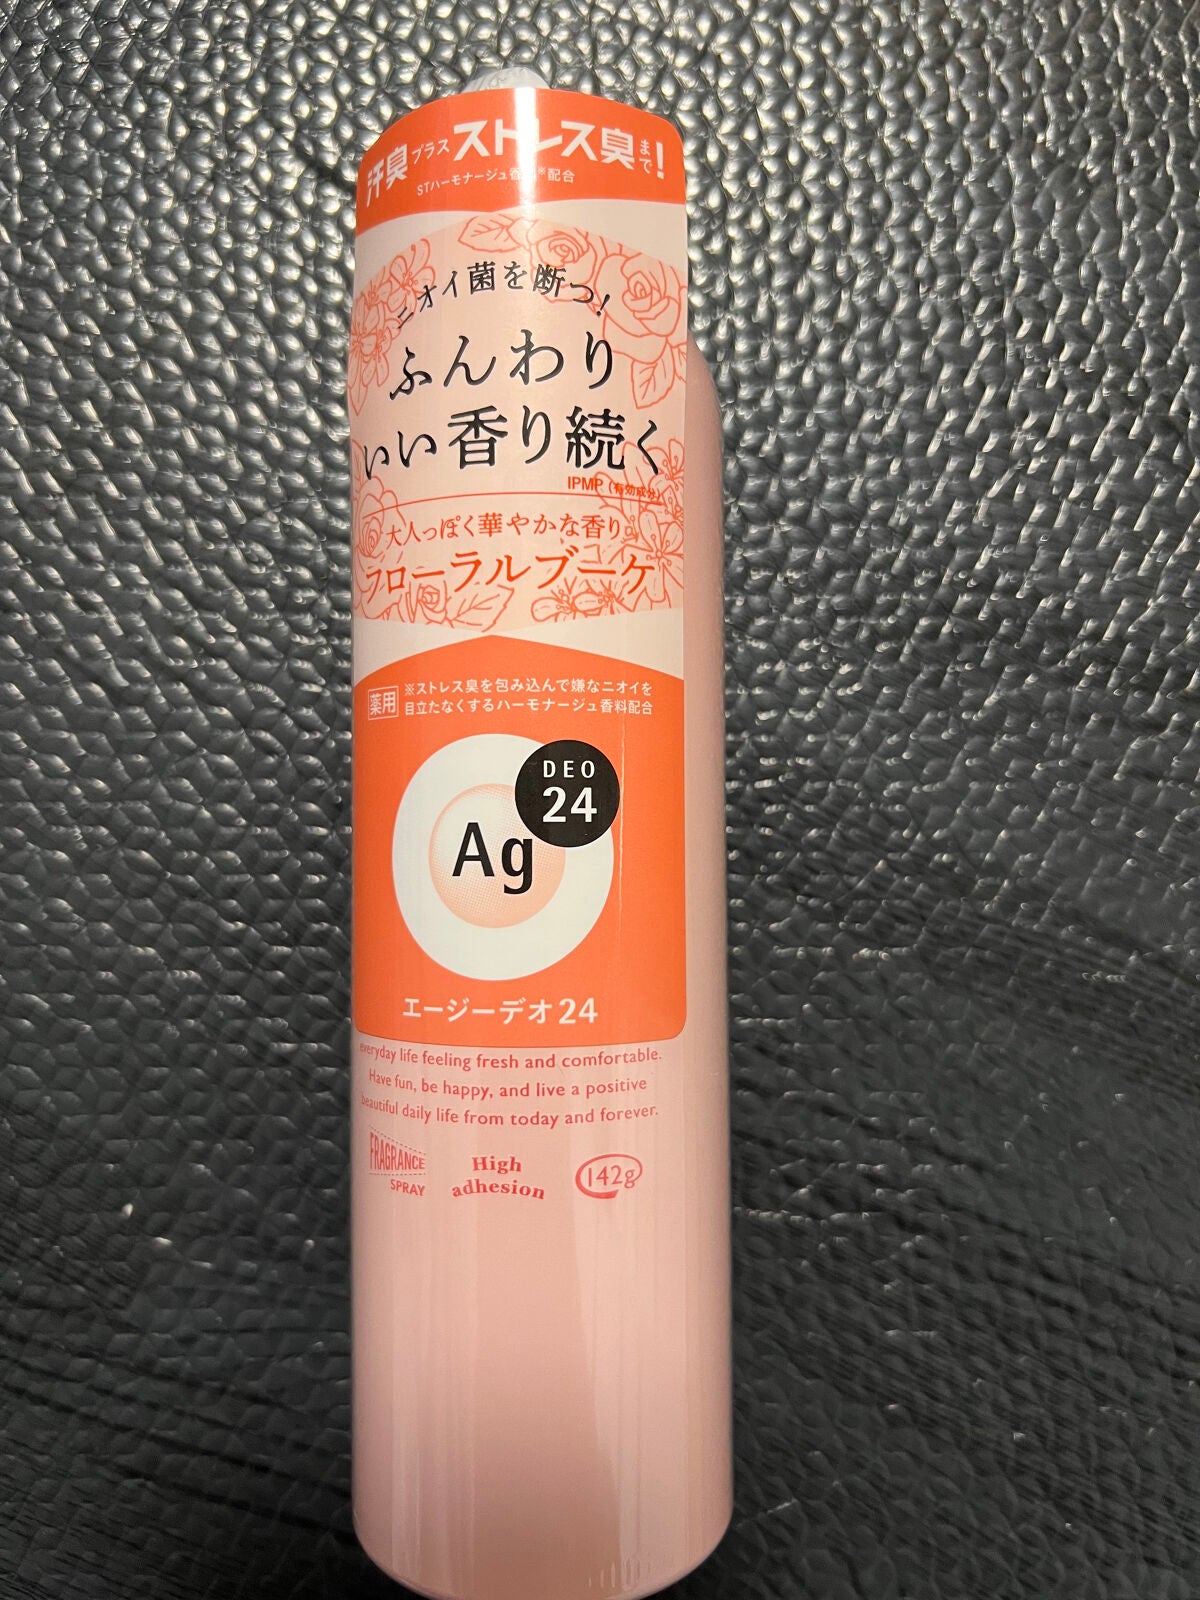 汗臭プラスストレス臭まで!
STハーモナージュ香料※配合
ニオイ菌を断つ!
ふんわり
いい香り続く
IPMP(有効成分)
大人っぽく華やかな香り
フローラルブーケ
薬用 ※ストレス臭を包み込んで嫌なニオイを
目立たなくするハーモナージュ香料配合
DEO
24
Ag
エージーデオ24
everyday life feeling fresh and comfortable.
Have fun, be happy, and live a positive
beautiful daily life from today and forever.
FRAGRANCE
SPRAY
High
adhesion
142g